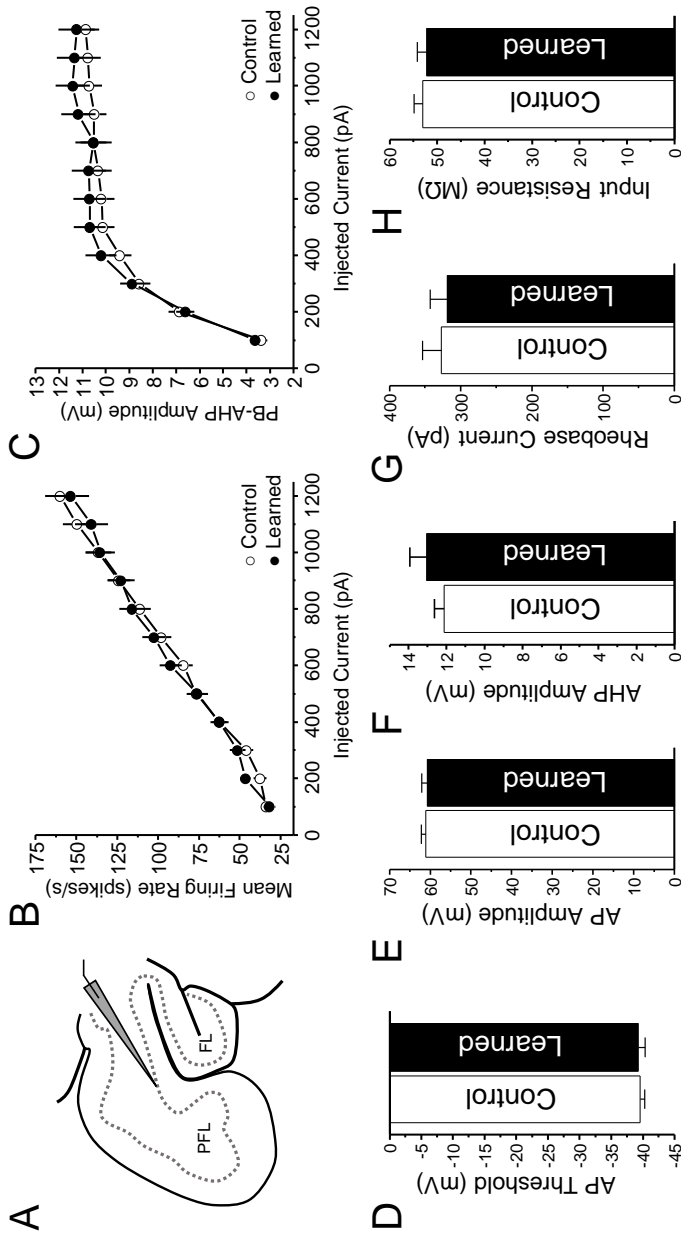 A
PFL
FL
B
Mean Firing Rate (spikes/s)
175
150
125
100
75
50
25
0 200 400 600 800 1000 1200
Injected Current (pA)
Control
Learned
C
PB-AHP Amplitude (mV)
13
12
11
10
9
8
7
6
5
4
3
2
0 200 400 600 800 1000 1200
Injected Current (pA)
Control
Learned
D
AP Threshold (mV)
0
-5
-10
-15
-20
-25
-30
-35
-40
-45
Control
Learned
E
AP Amplitude (mV)
70
60
50
40
30
20
10
0
Control
Learned
F
AHP Amplitude (mV)
14
12
10
8
6
4
2
0
Control
Learned
G
Rheobase Current (pA)
400
300
200
100
0
Control
Learned
H
Input Resistance (MΩ)
60
50
40
30
20
10
0
Control
Learned